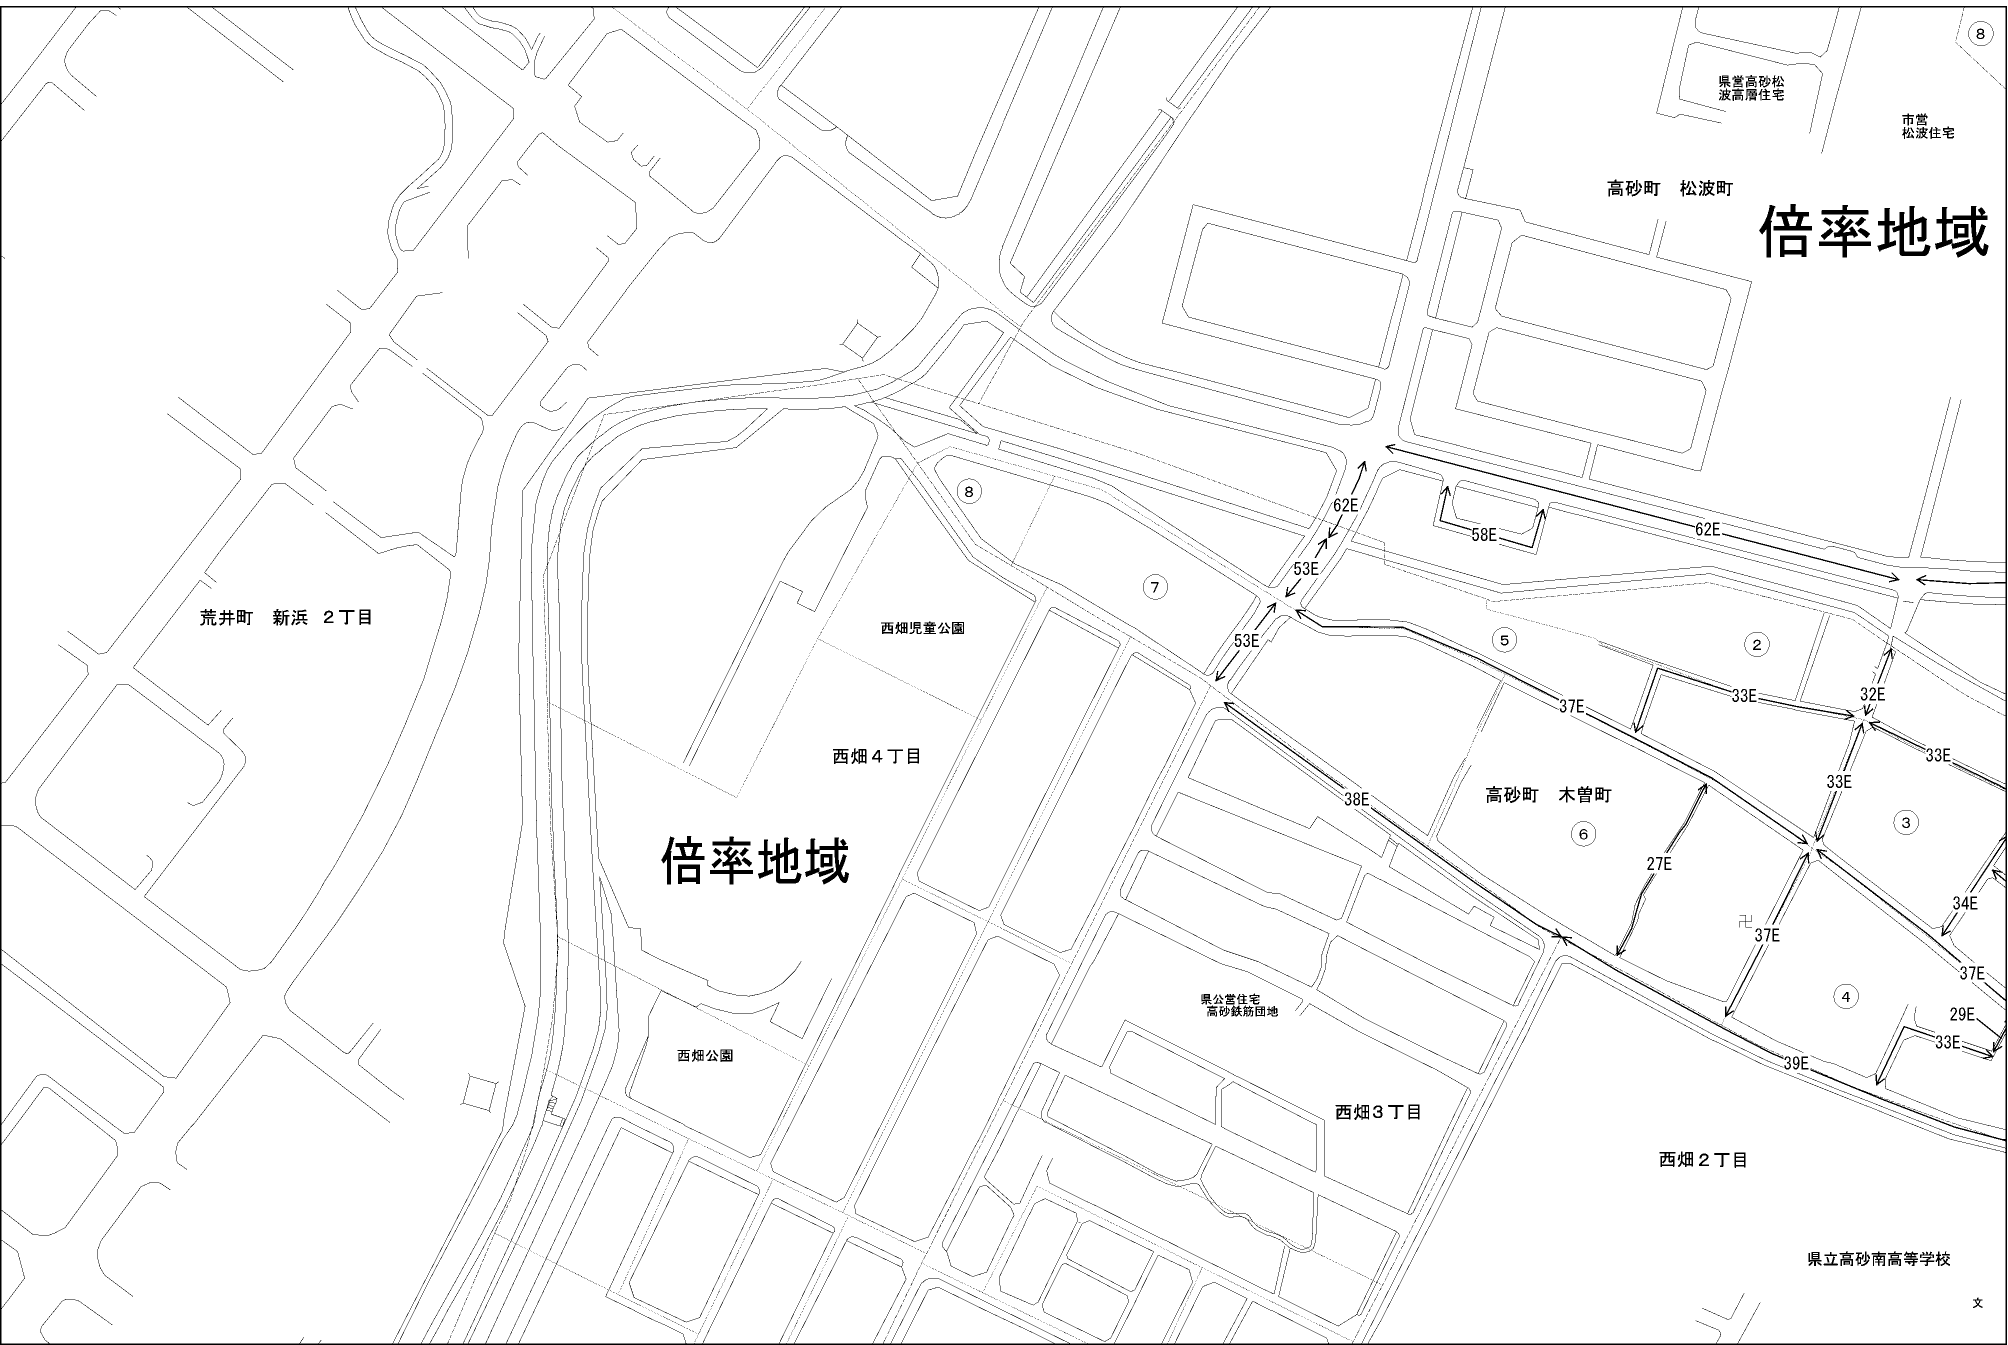 ⑧
県営高砂松
波高層住宅
市営
松波住宅
高砂町　松波町
倍率地域
⑧
62E
58E
62E
53E
⑦
荒井町　新浜　２丁目
西畑児童公園
53E
⑤
②
33E
32E
37E
西畑４丁目
33E
33E
38E
高砂町　木曽町
⑥
③
倍率地域
27E
34E
卍
37E
37E
県公営住宅
高砂鉄筋団地
④
29E
33E
西畑公園
39E
西畑３丁目
西畑２丁目
県立高砂南高等学校
文